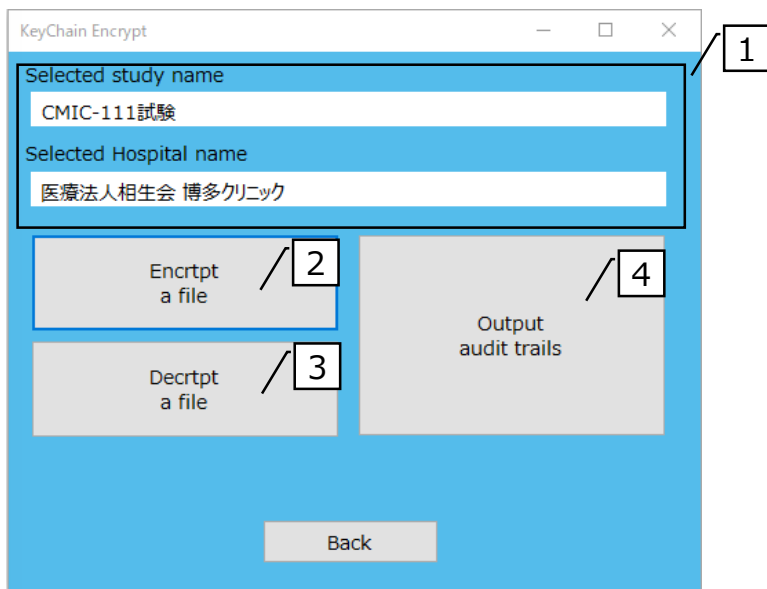 KeyChain Encrypt
1
Selected study name
CMIC-111試験
Selected Hospital name
医療法人相生会 博多クリニック
Encrtpt
a file
2
Decrtpt
a file
3
Output
audit trails
4
Back